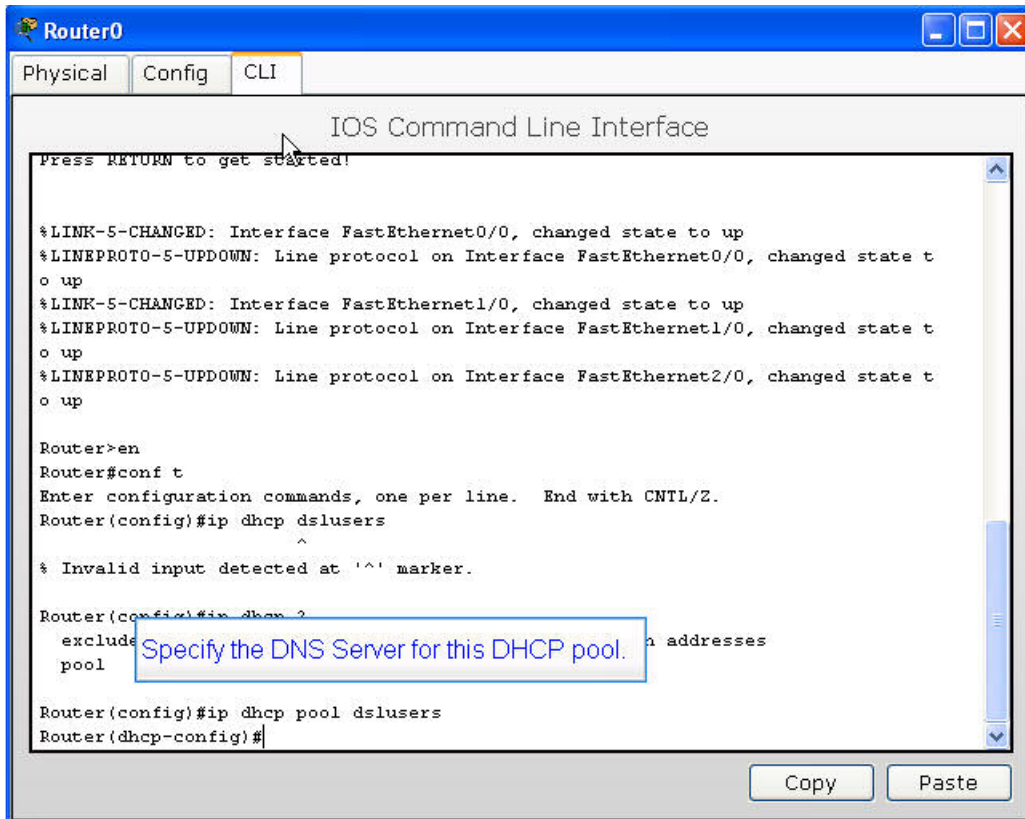 Router0
Physical Config CLI
IOS Command Line Interface
Press RETURN to get started!
%LINK-5-CHANGED: Interface FastEthernet0/0, changed state to up
%LINEPROTO-5-UPDOWN: Line protocol on Interface FastEthernet0/0, changed state t
o up
%LINK-5-CHANGED: Interface FastEthernet1/0, changed state to up
%LINEPROTO-5-UPDOWN: Line protocol on Interface FastEthernet1/0, changed state t
o up
%LINEPROTO-5-UPDOWN: Line protocol on Interface FastEthernet2/0, changed state t
o up
Router>en
Router#conf t
Enter configuration commands, one per line.  End with CNTL/Z.
Router(config)#ip dhcp dslusers
^
% Invalid input detected at '^' marker.
Router(config)#ip dhcp ?
exclude addresses
pool
Specify the DNS Server for this DHCP pool.
Router(config)#ip dhcp pool dslusers
Router(dhcp-config)#
Copy Paste